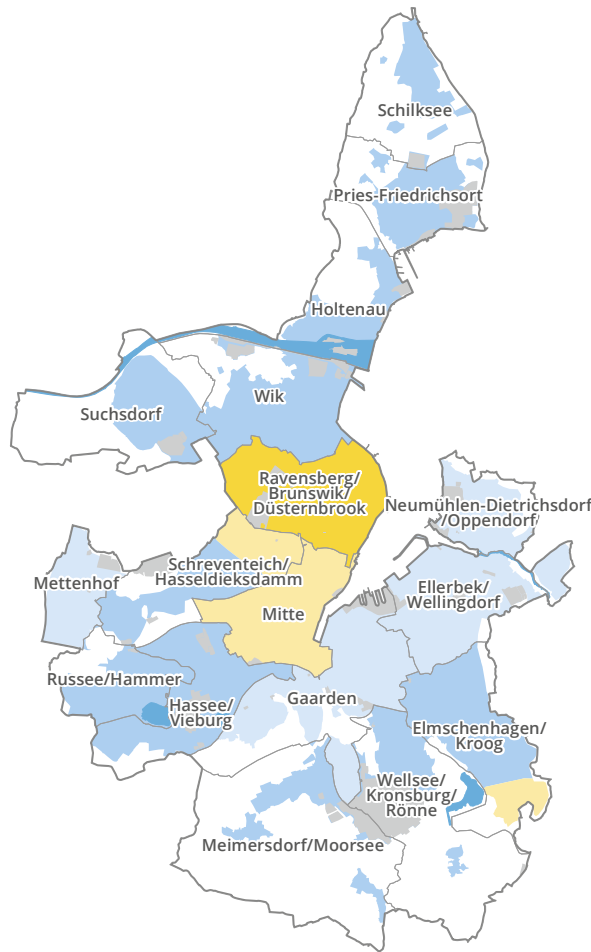 Schilksee
Pries-Friedrichsort
Holtenau
Wik
Suchsdorf
Ravensberg/
Brunswik/
Düsternbrook
Neumühlen-Dietrichsdorf
/Oppendorf
Schreventeich/
Hasseldieksdamm
Mettenhof
Ellerbek/
Wellingdorf
Mitte
Russee/Hammer
Hassee/
Vieburg
Gaarden
Elmschenhagen/
Kroog
Wellsee/
Kronsburg/
Rönne
Meimersdorf/Moorsee